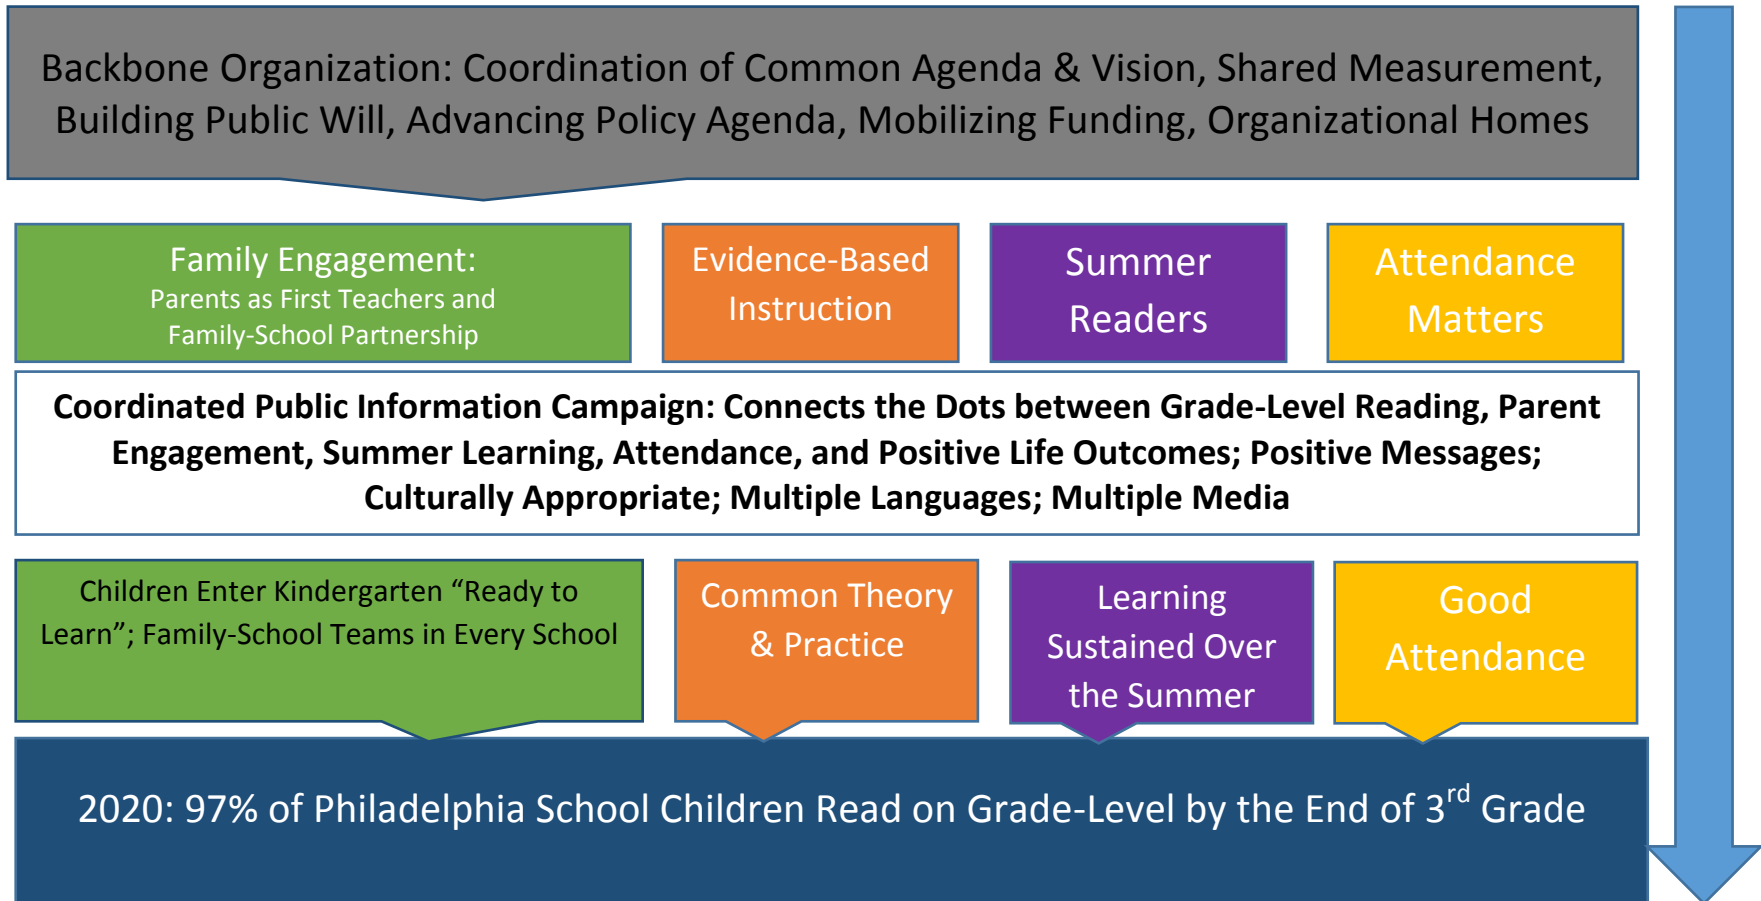 Backbone Organization: Coordination of Common Agenda & Vision, Shared Measurement,
Building Public Will, Advancing Policy Agenda, Mobilizing Funding, Organizational Homes
Family Engagement:
Parents as First Teachers and
Family-School Partnership
Evidence-Based
Instruction
Summer
Readers
Attendance
Matters
Coordinated Public Information Campaign: Connects the Dots between Grade-Level Reading, Parent
Engagement, Summer Learning, Attendance, and Positive Life Outcomes; Positive Messages;
Culturally Appropriate; Multiple Languages; Multiple Media
Children Enter Kindergarten “Ready to
Learn”; Family-School Teams in Every School
Common Theory
& Practice
Learning
Sustained Over
the Summer
Good
Attendance
2020: 97% of Philadelphia School Children Read on Grade-Level by the End of 3rd Grade